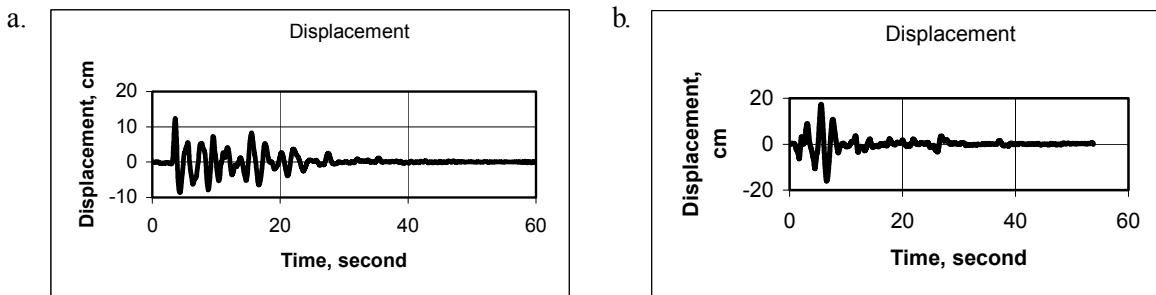 a.
Displacement
Displacement, cm
20
10
0
-10
0
20
40
60
Time, second
b.
Displacement
Displacement,
cm
20
0
-20
0
20
40
60
Time, second